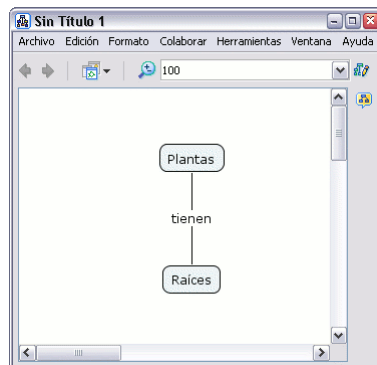 Sin Título 1
Archivo Edición Formato Colaborar Herramientas Ventana Ayuda
100
Plantas
tienen
Raíces